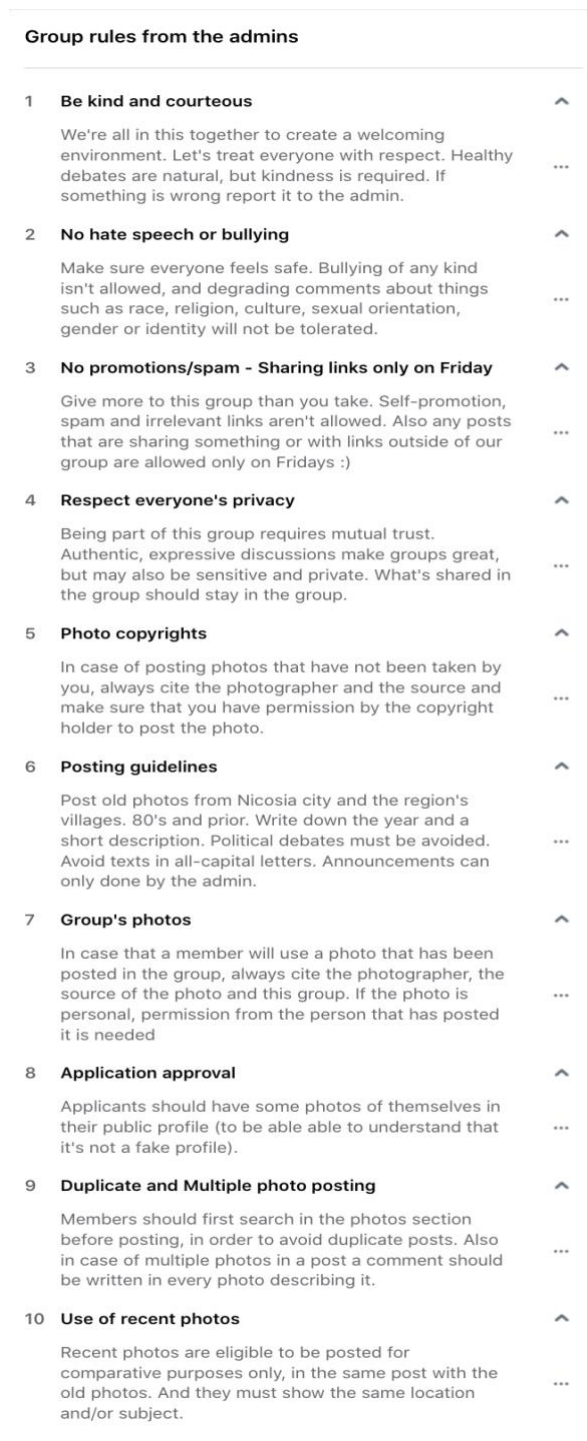 Group rules from the admins
1 Be kind and courteous
We're all in this together to create a welcoming
environment. Let's treat everyone with respect. Healthy
debates are natural, but kindness is required. If
something is wrong report it to the admin.
2 No hate speech or bullying
Make sure everyone feels safe. Bullying of any kind
isn't allowed, and degrading comments about things
such as race, religion, culture, sexual orientation,
gender or identity will not be tolerated.
3 No promotions/spam - Sharing links only on Friday
Give more to this group than you take. Self-promotion,
spam and irrelevant links aren't allowed. Also any posts
that are sharing something or with links outside of our
group are allowed only on Fridays :)
4 Respect everyone's privacy
Being part of this group requires mutual trust.
Authentic, expressive discussions make groups great,
but may also be sensitive and private. What's shared in
the group should stay in the group.
5 Photo copyrights
In case of posting photos that have not been taken by
you, always cite the photographer and the source and
make sure that you have permission by the copyright
holder to post the photo.
6 Posting guidelines
Post old photos from Nicosia city and the region's
villages. 80's and prior. Write down the year and a
short description. Political debates must be avoided.
Avoid texts in all-capital letters. Announcements can
only done by the admin.
7 Group's photos
In case that a member will use a photo that has been
posted in the group, always cite the photographer, the
source of the photo and this group. If the photo is
personal, permission from the person that has posted
it is needed
8 Application approval
Applicants should have some photos of themselves in
their public profile (to be able able to understand that
it's not a fake profile).
9 Duplicate and Multiple photo posting
Members should first search in the photos section
before posting, in order to avoid duplicate posts. Also
in case of multiple photos in a post a comment should
be written in every photo describing it.
10 Use of recent photos
Recent photos are eligible to be posted for
comparative purposes only, in the same post with the
old photos. And they must show the same location
and/or subject.